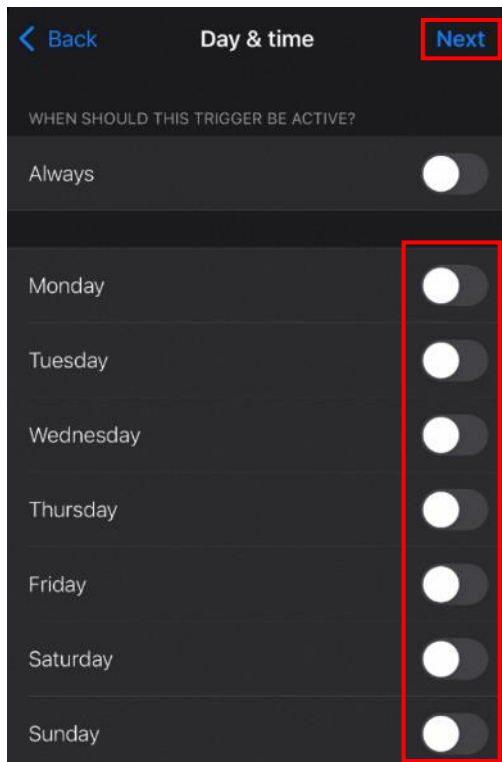 Back Day & time Next
WHEN SHOULD THIS TRIGGER BE ACTIVE?
Always
Monday
Tuesday
Wednesday
Thursday
Friday
Saturday
Sunday